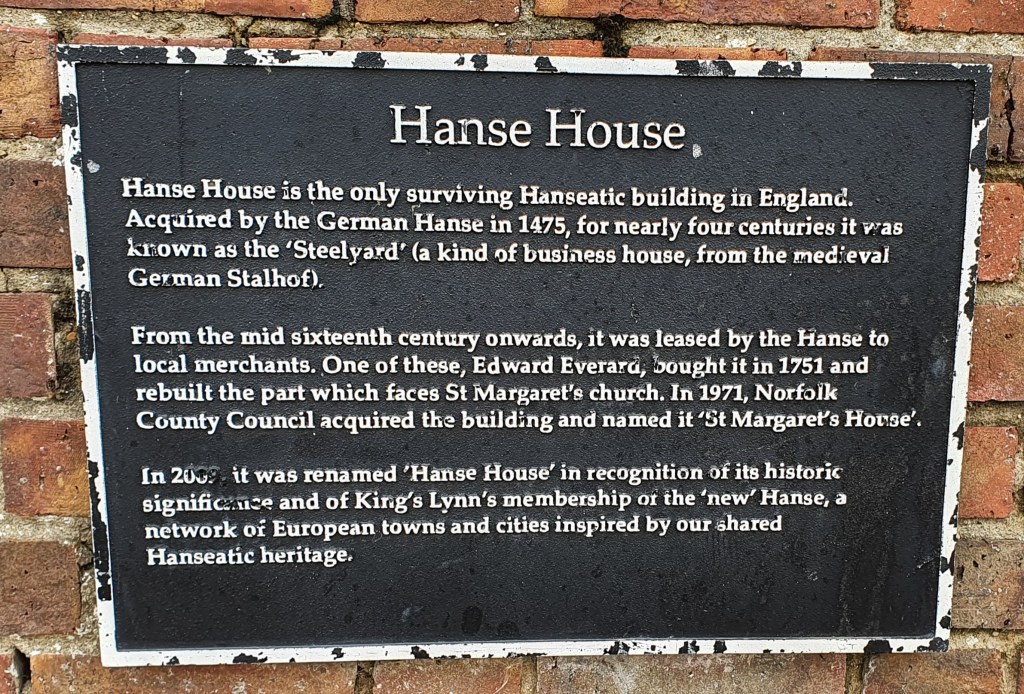 Hanse House
Hanse House is the only surviving Hanseatic building in England.
Acquired by the German Hanse in 1475, for nearly four centuries it was
known as the ‘Steelyard’ (a kind of business house, from the medieval
German Stalhof).
From the mid sixteenth century onwards, it was leased by the Hanse to
local merchants. One of these, Edward Everard, bought it in 1751 and
rebuilt the part which faces St Margaret's church. In 1971, Norfolk
County Council acquired the building and named it ‘St Margaret's House’.
In 2009, it was renamed ‘Hanse House’ in recognition of its historic
significance and of King's Lynn's membership of the ‘new’ Hanse, a
network of European towns and cities inspired by our shared
Hanseatic heritage.